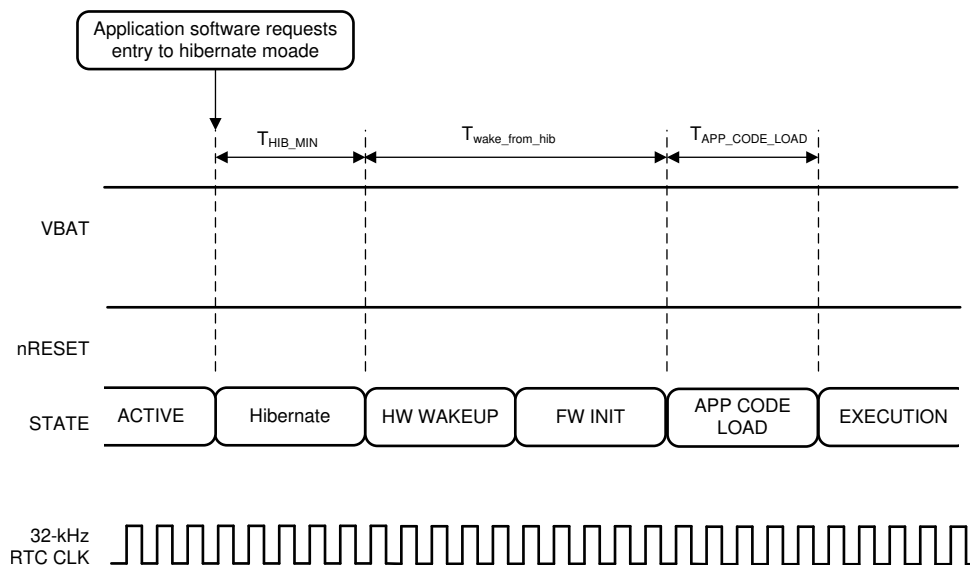 Application software requests
entry to hibernate moade
THIB_MIN
Twake_from_hib
TAPP_CODE_LOAD
VBAT
nRESET
STATE
ACTIVE
Hibernate
HW WAKEUP
FW INIT
APP CODE
LOAD
EXECUTION
32-kHz
RTC CLK